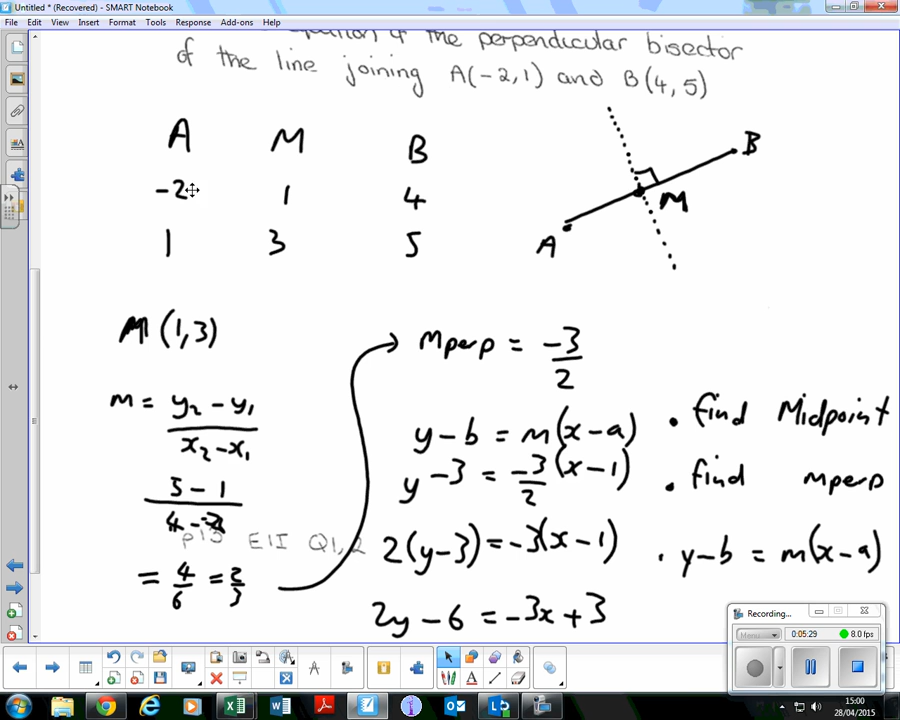 Untitled * (Recovered) - SMART Notebook
File Edit View Insert Format Tools Response Add-ons Help
the perpendicular bisector
of the line joining A(-2,1) and B(4,5)
A M B
-2 1 4
1 3 5
B
M
A
M (1,3)
mperp = -3/2
m = y2 - y1 / x2 - x1
y - b = m(x - a)
• find Midpoint
5 - 1
y - 3 = -3/2 (x - 1)
• find mperp
E1I Q1,2
2(y-3) = -3(x-1)
• y-b = m(x-a)
= 4/6 = 2/3
2y - 6 = -3x + 3
Recording...
Menu
0:05:29
8.0 fps
15:00
28/04/2015